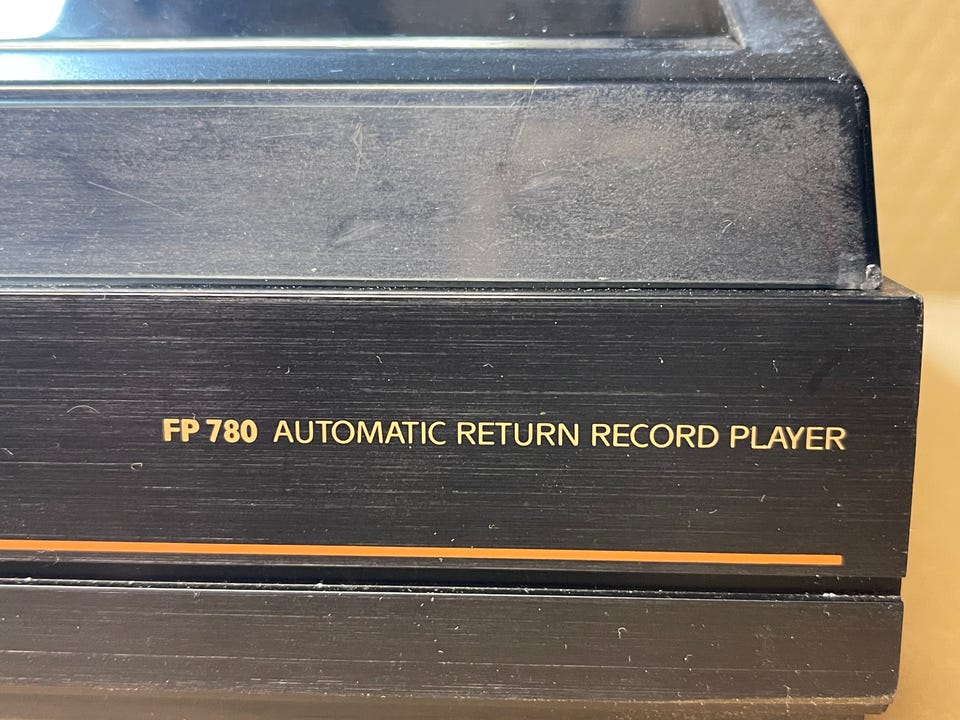 FP 780 AUTOMATIC RETURN RECORD PLAYER